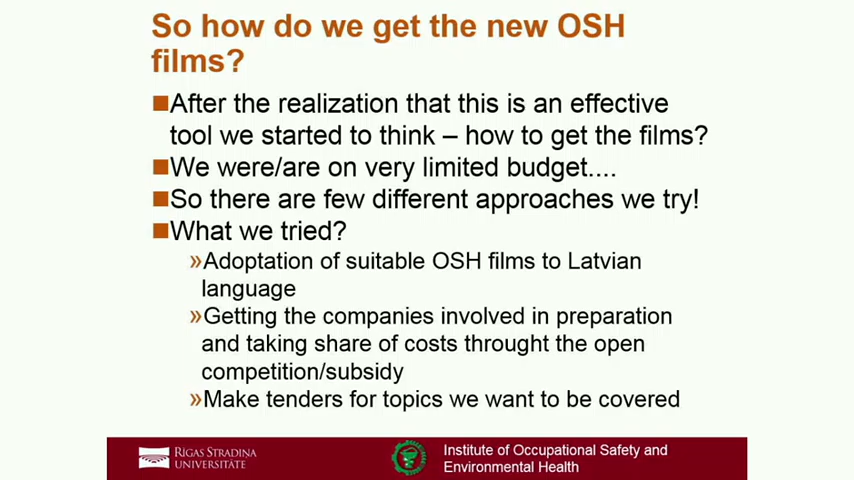 So how do we get the new OSH
films?
After the realization that this is an effective
tool we started to think – how to get the films?
We were/are on very limited budget....
So there are few different approaches we try!
What we tried?
»Adoptation of suitable OSH films to Latvian
language
»Getting the companies involved in preparation
and taking share of costs throught the open
competition/subsidy
»Make tenders for topics we want to be covered
RIGAS STRADINA
UNIVERSITATE
Institute of Occupational Safety and
Environmental Health